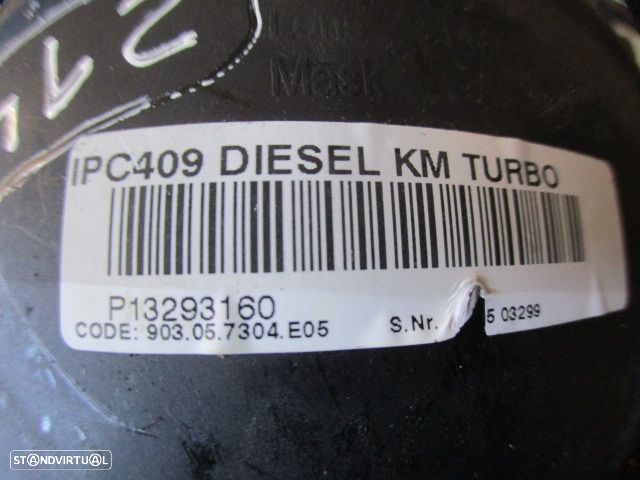 Mask
IPC409 DIESEL KM TURBO
P13293160
CODE: 903.05.7304.E05
S.Nr. 5 03299
STANDVIRTUAL